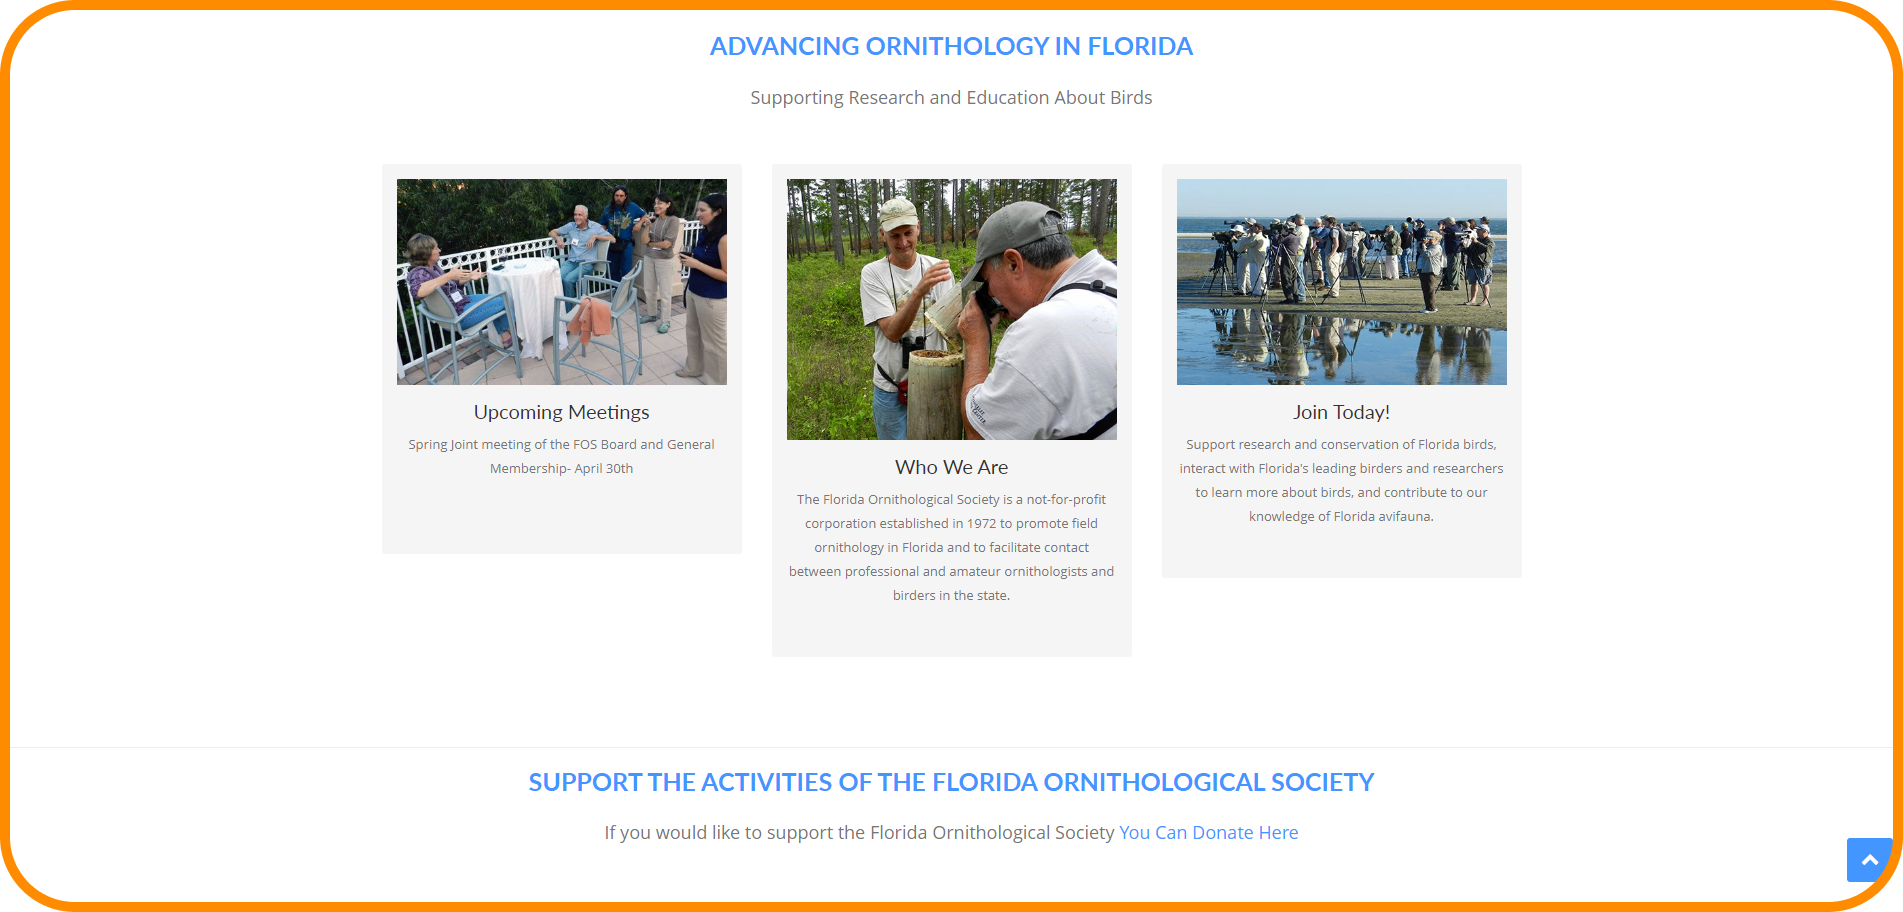 ADVANCING ORNITHOLOGY IN FLORIDA
Supporting Research and Education About Birds
Upcoming Meetings
Spring Joint meeting of the FOS Board and General
Membership- April 30th
Who We Are
The Florida Ornithological Society is a not-for-profit
corporation established in 1972 to promote field
ornithology in Florida and to facilitate contact
between professional and amateur ornithologists and
birders in the state.
Join Today!
Support research and conservation of Florida birds,
interact with Florida's leading birders and researchers
to learn more about birds, and contribute to our
knowledge of Florida avifauna.
SUPPORT THE ACTIVITIES OF THE FLORIDA ORNITHOLOGICAL SOCIETY
If you would like to support the Florida Ornithological Society You Can Donate Here